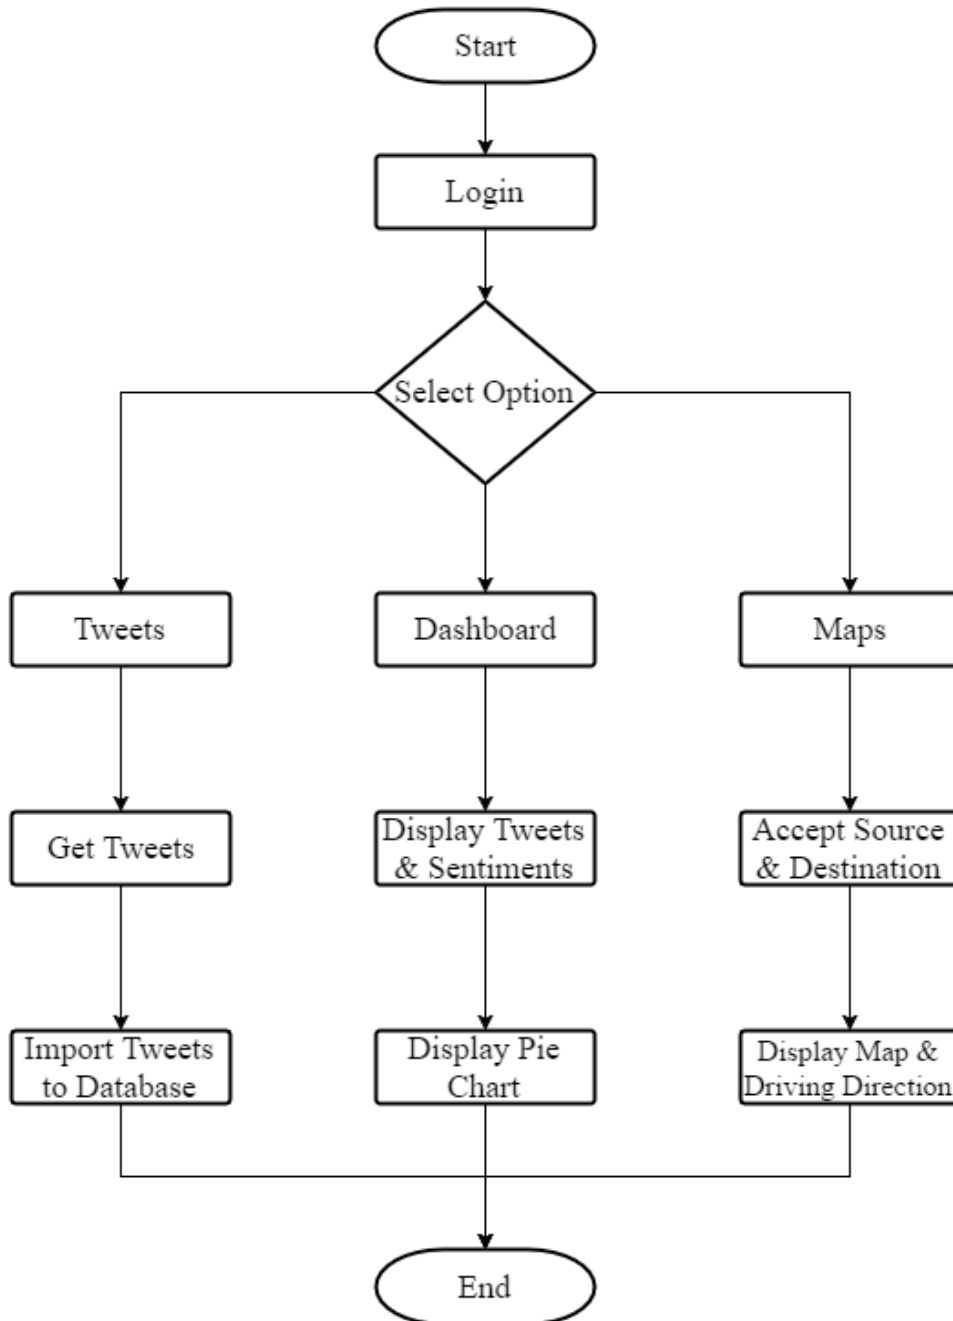 Start
Login
Select Option
Tweets
Dashboard
Maps
Get Tweets
Display Tweets
& Sentiments
Accept Source
& Destination
Import Tweets
to Database
Display Pie
Chart
Display Map &
Driving Direction
End